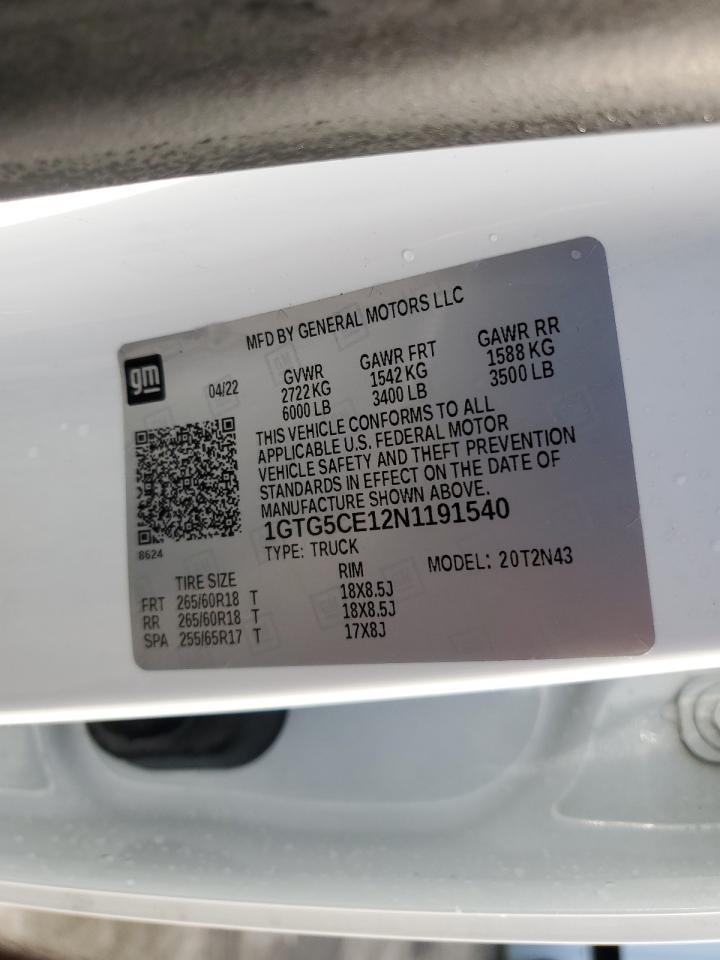 MFD BY GENERAL MOTORS LLC
gm
04/22
GVWR GAWR FRT GAWR RR
2722 KG 1542 KG 1588 KG
6000 LB 3400 LB 3500 LB
THIS VEHICLE CONFORMS TO ALL
APPLICABLE U.S. FEDERAL MOTOR
VEHICLE SAFETY AND THEFT PREVENTION
STANDARDS IN EFFECT ON THE DATE OF
MANUFACTURE SHOWN ABOVE.
1GTG5CE12N1191540
8624
TYPE: TRUCK MODEL: 20T2N43
TIRE SIZE RIM
FRT 265/60R18 T 18X8.5J
RR 265/60R18 T 18X8.5J
SPA 255/65R17 T 17X8J